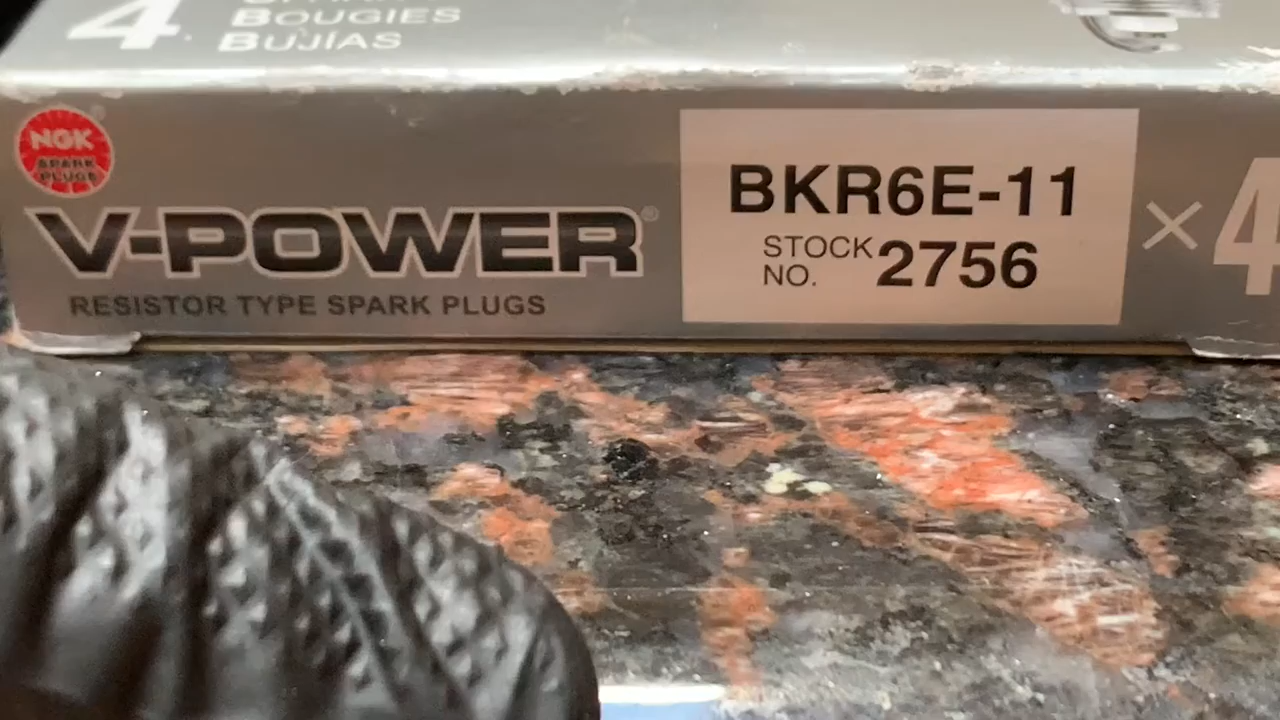 4
BOUGIES
BUJÍAS
NGK
SPARK
PLUGS
V-POWER®
RESISTOR TYPE SPARK PLUGS
BKR6E-11
STOCK NO. 2756
× 4